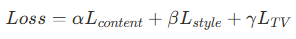 Loss = αL_content + βL_style + γL_TV